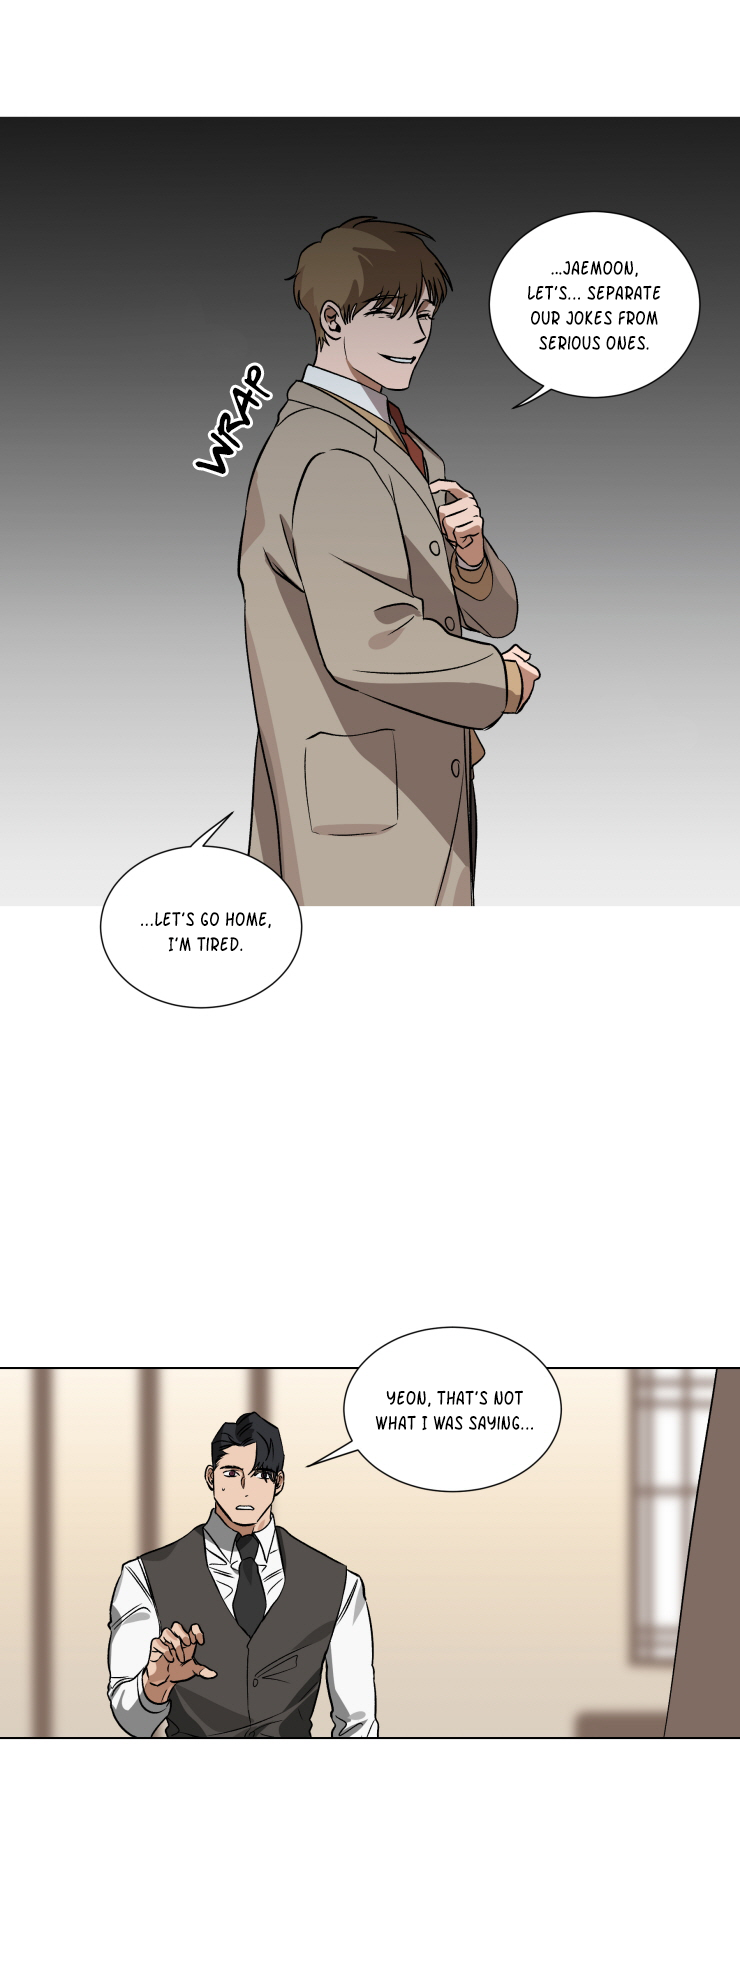 ...JAEMOON,
LET'S... SEPARATE
OUR JOKES FROM
SERIOUS ONES.
WRAP
...LET'S GO HOME,
I'M TIRED.
YEON, THAT'S NOT
WHAT I WAS SAYING...